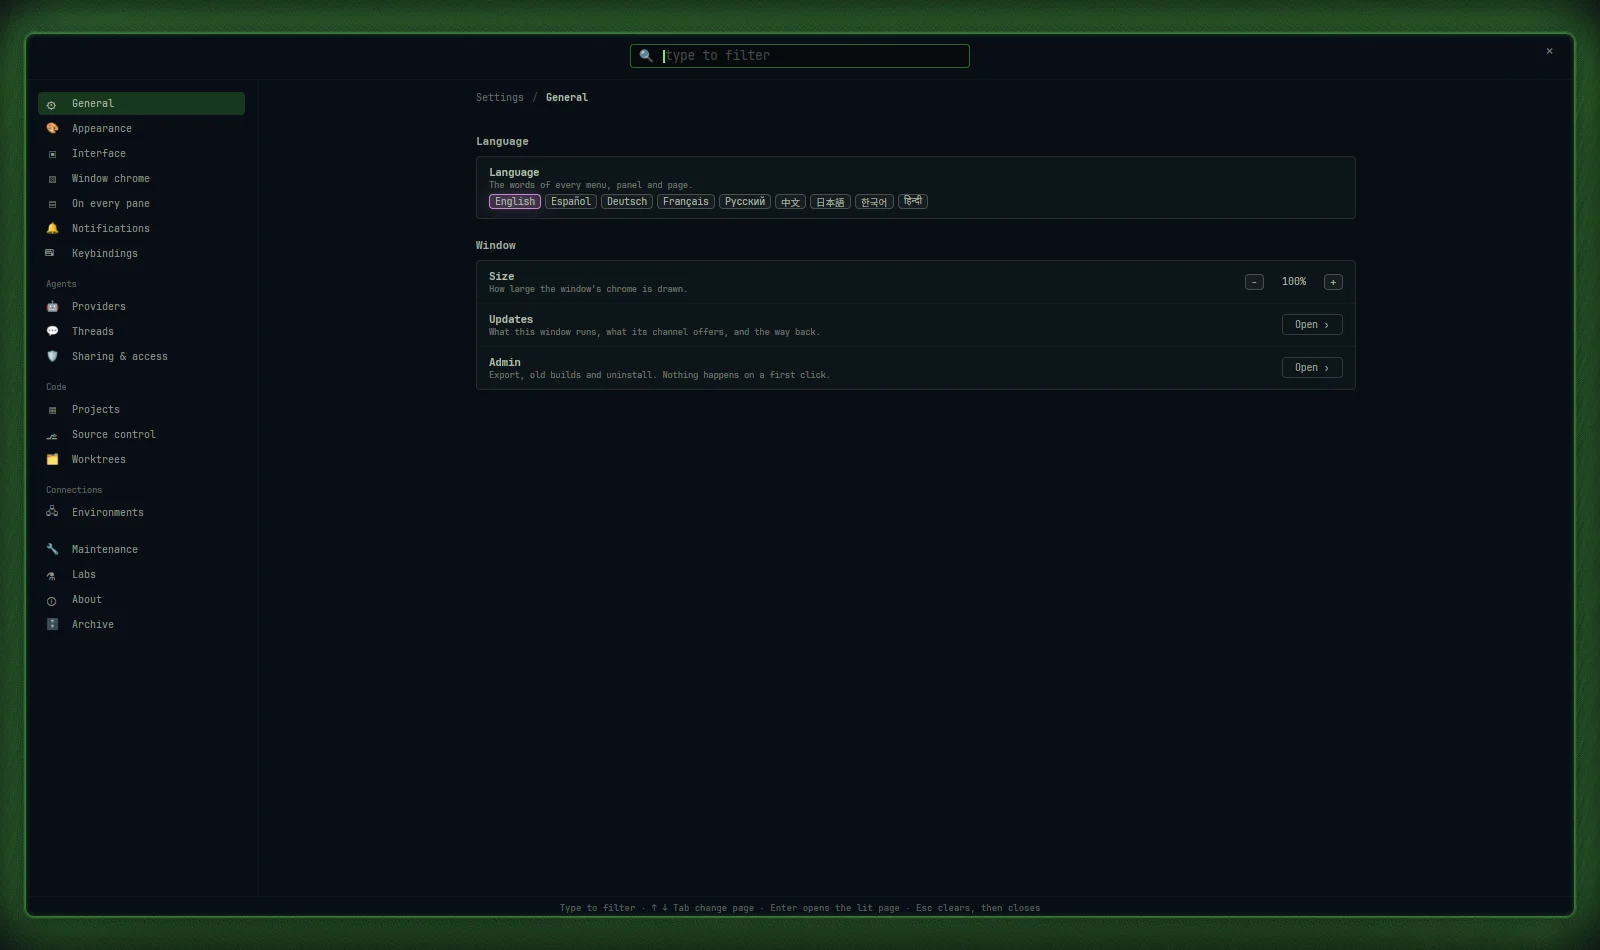 type to filter
×
General
Appearance
Interface
Window chrome
On every pane
Notifications
Keybindings
Agents
Providers
Threads
Sharing & access
Code
Projects
Source control
Worktrees
Connections
Environments
Maintenance
Labs
About
Archive
Settings / General
Language
Language
The words of every menu, panel and page.
English Español Deutsch Français Русский 中文 日本語 한국어 हिन्दी
Window
Size
How large the window's chrome is drawn.
- 100% +
Updates
What this window runs, what its channel offers, and the way back.
Open ›
Admin
Export, old builds and uninstall. Nothing happens on a first click.
Open ›
Type to filter · ↑ ↓ Tab change page · Enter opens the lit page · Esc clears, then closes